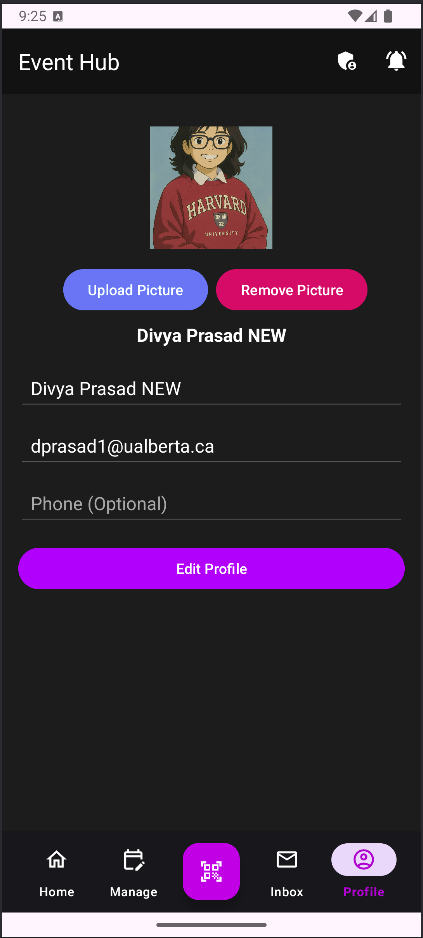 9:25
Event Hub
HARVARD
UNIVERSITY
Upload Picture
Remove Picture
Divya Prasad NEW
Divya Prasad NEW
dprasad1@ualberta.ca
Phone (Optional)
Edit Profile
Home
Manage
Inbox
Profile